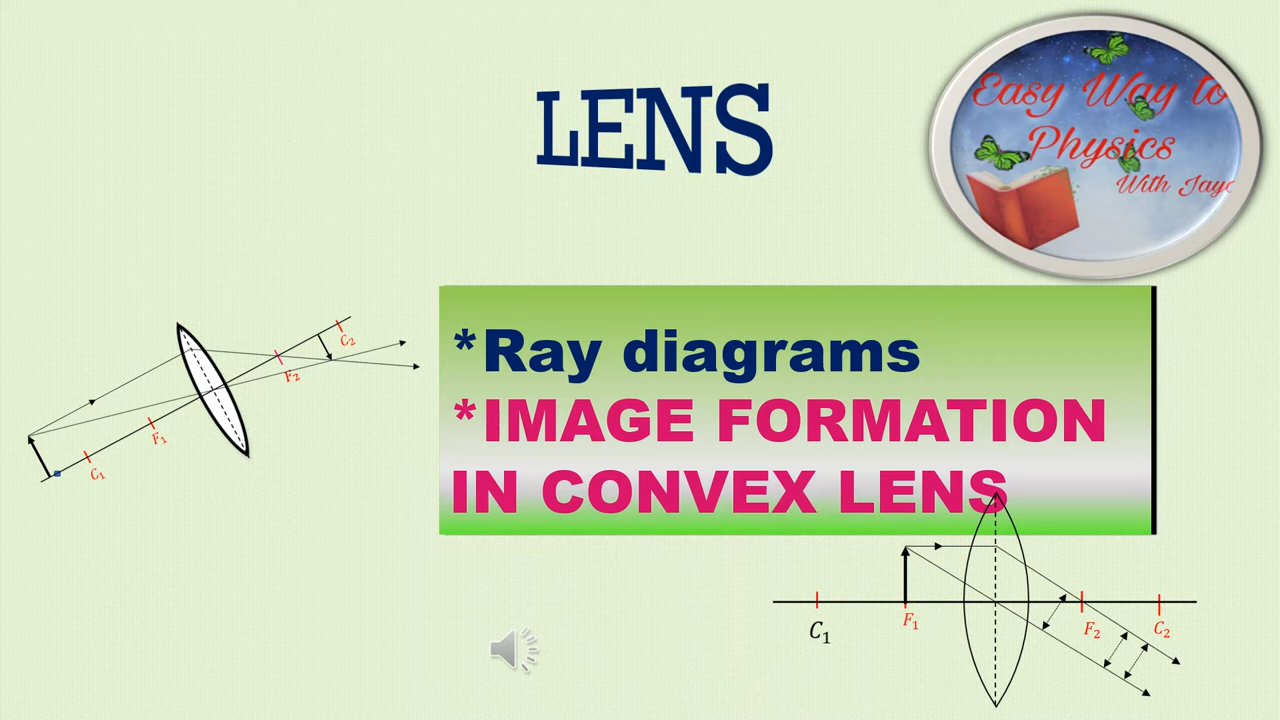 LENS
Easy Way to
Physics
With Jaya
*Ray diagrams
*IMAGE FORMATION
IN CONVEX LENS
C₂
F₂
F₁
C₁
C₁
F₁
F₂
C₂